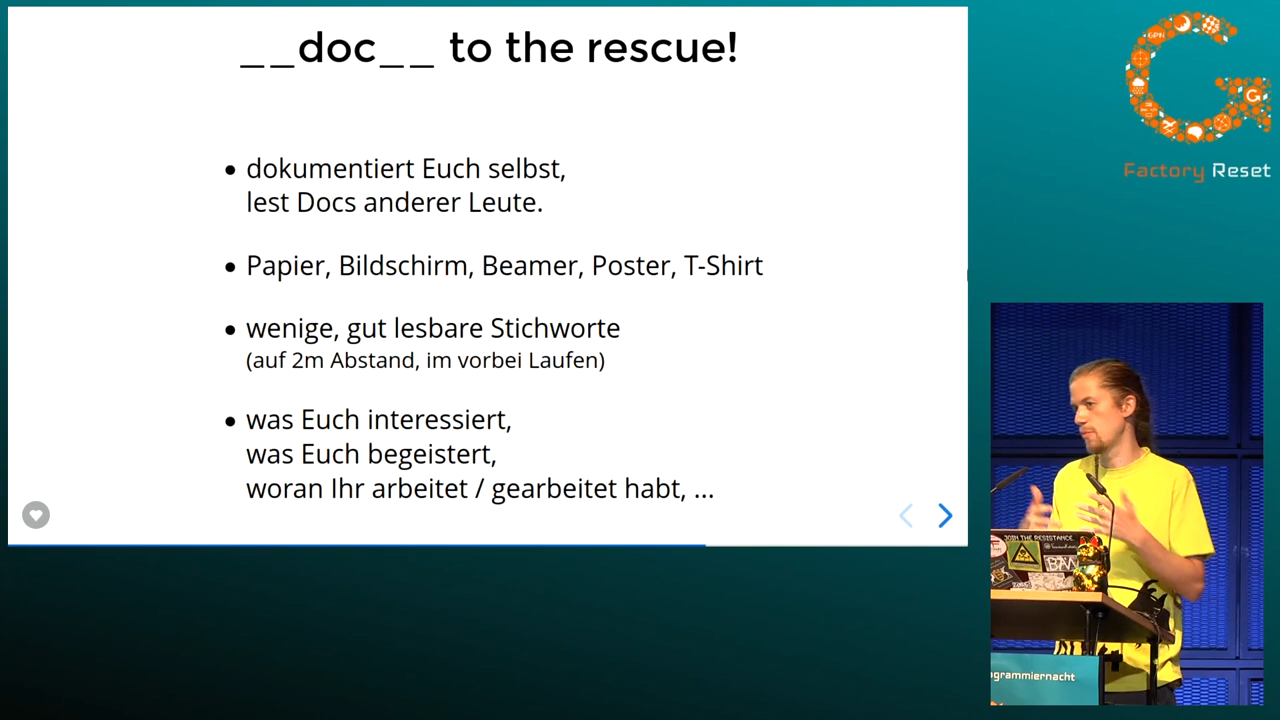 __doc__ to the rescue!
dokumentiert Euch selbst,
lest Docs anderer Leute.
Papier, Bildschirm, Beamer, Poster, T-Shirt
wenige, gut lesbare Stichworte
(auf 2m Abstand, im vorbei Laufen)
was Euch interessiert,
was Euch begeistert,
woran Ihr arbeitet / gearbeitet habt, ...
GPN
G
Factory Reset
JOIN THE RESISTANCE
ogrammiernacht